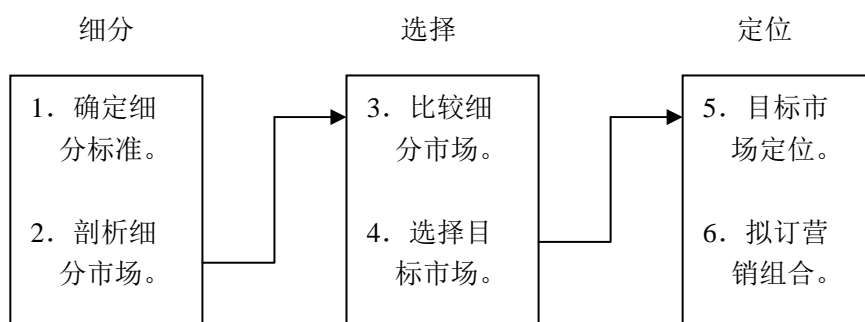 细分
选择
定位
1．确定细
分标准。
2．剖析细
分市场。
3．比较细
分市场。
4．选择目
标市场。
5．目标市
场定位。
6．拟订营
销组合。